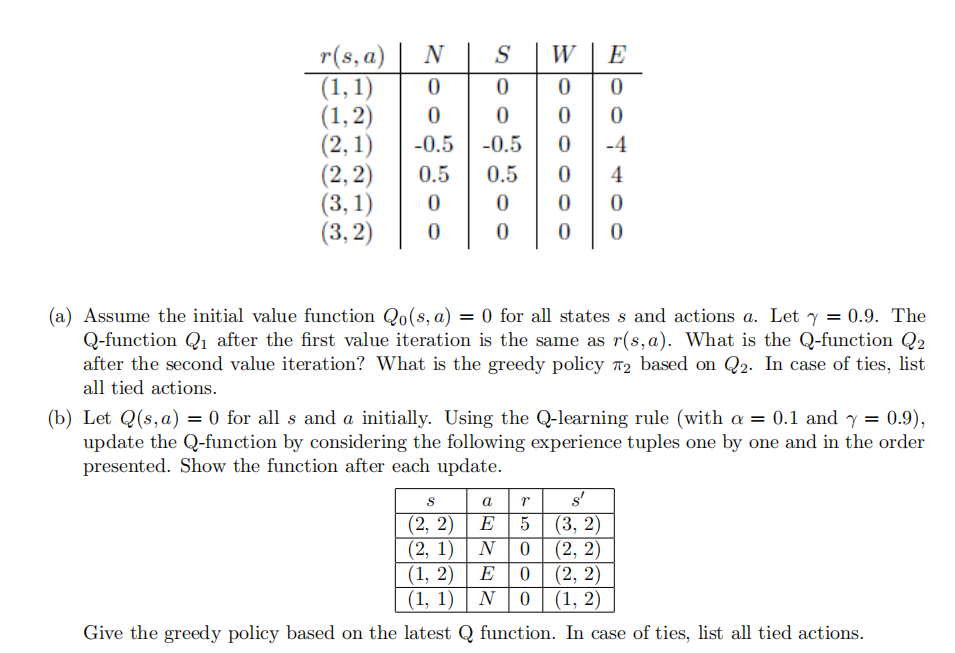 r(s, a) N S W E
(1, 1) 0 0 0 0
(1, 2) 0 0 0 0
(2, 1) -0.5 -0.5 0 -4
(2, 2) 0.5 0.5 0 4
(3, 1) 0 0 0 0
(3, 2) 0 0 0 0
(a) Assume the initial value function Q₀(s, a) = 0 for all states s and actions a. Let γ = 0.9. The
Q-function Q₁ after the first value iteration is the same as r(s, a). What is the Q-function Q₂
after the second value iteration? What is the greedy policy π₂ based on Q₂. In case of ties, list
all tied actions.
(b) Let Q(s, a) = 0 for all s and a initially. Using the Q-learning rule (with α = 0.1 and γ = 0.9),
update the Q-function by considering the following experience tuples one by one and in the order
presented. Show the function after each update.
s a r s′
(2, 2) E 5 (3, 2)
(2, 1) N 0 (2, 2)
(1, 2) E 0 (2, 2)
(1, 1) N 0 (1, 2)
Give the greedy policy based on the latest Q function. In case of ties, list all tied actions.